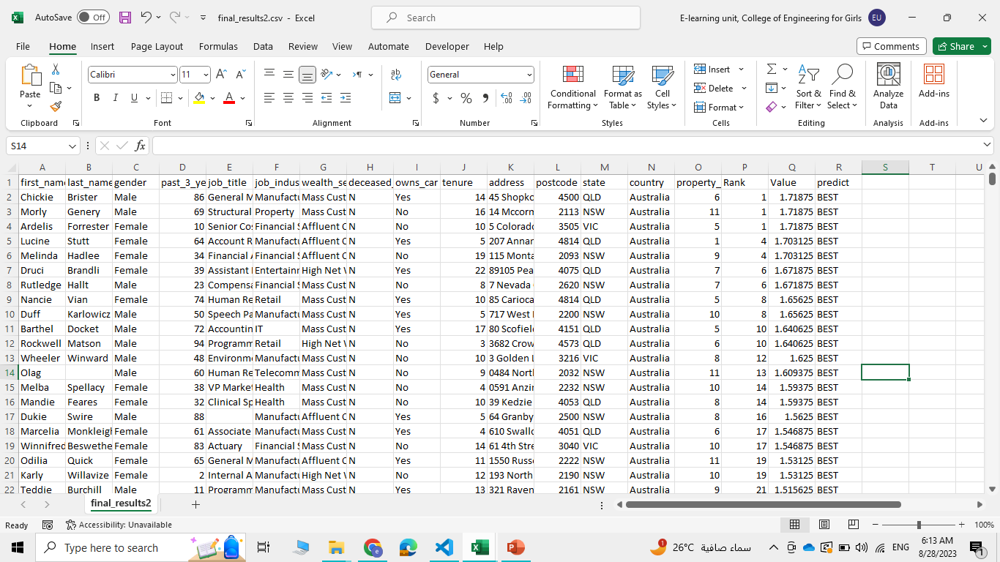 AutoSave Off final_results2.csv - Excel Search E-learning unit, College of Engineering for Girls EU
File Home Insert Page Layout Formulas Data Review View Automate Developer Help Comments Share
Paste Calibri 11 General Conditional Formatting Format as Table Cell Styles Insert Delete Format Sort & Filter Find & Select Analyze Data Add-ins
Clipboard Font Alignment Number Styles Cells Editing Analysis Add-ins
S14 fx
A B C D E F G H I J K L M N O P Q R S T U
1 first_name last_name gender past_3_ye job_title job_indus wealth_se deceased_ owns_car tenure address postcode state country property_ Rank Value predict
2 Chickie Brister Male 86 General M Manufactu Mass Cust N Yes 14 45 Shopko 4500 QLD Australia 6 1 1.71875 BEST
3 Morly Genery Male 69 Structural Property Mass Cust N No 16 14 Mccorm 2113 NSW Australia 11 1 1.71875 BEST
4 Ardelis Forrester Female 10 Senior Cos Financial S Affluent C N No 10 5 Colorado 3505 VIC Australia 5 1 1.71875 BEST
5 Lucine Stutt Female 64 Account R Manufactu Affluent C N Yes 5 207 Annar 4814 QLD Australia 1 4 1.703125 BEST
6 Melinda Hadlee Female 34 Financial A Financial S Affluent C N No 19 115 Monta 2093 NSW Australia 9 4 1.703125 BEST
7 Druci Brandli Female 39 Assistant Entertainm High Net N Yes 22 89105 Pea 4075 QLD Australia 7 6 1.671875 BEST
8 Rutledge Hallt Male 23 Compensa Financial S Mass Cust N No 8 7 Nevada 2620 NSW Australia 7 6 1.671875 BEST
9 Nancie Vian Female 74 Human Re Retail Mass Cust N Yes 10 85 Carioca 4814 QLD Australia 5 8 1.65625 BEST
10 Duff Karlowicz Male 50 Speech Pa Manufactu Mass Cust N Yes 5 717 West 2200 NSW Australia 10 8 1.65625 BEST
11 Barthel Docket Male 72 Accountin IT Mass Cust N Yes 17 80 Scofiel 4151 QLD Australia 5 10 1.640625 BEST
12 Rockwell Matson Male 94 Programm Retail High Net N No 3 3682 Crow 4573 QLD Australia 6 10 1.640625 BEST
13 Wheeler Winward Male 48 Environme Manufactu Mass Cust N No 10 3 Golden 3216 VIC Australia 8 12 1.625 BEST
14 Olag Male 60 Human Re Telecomm Mass Cust N No 9 0484 Nort 2032 NSW Australia 11 13 1.609375 BEST
15 Melba Spellacy Female 38 VP Market Health Mass Cust N No 4 0591 Anzin 2232 NSW Australia 10 14 1.59375 BEST
16 Mandie Feares Female 32 Clinical Sp Health Mass Cust N No 10 39 Kedzie 4053 QLD Australia 8 14 1.59375 BEST
17 Dukie Swire Male 88 Manufactu Affluent C N Yes 5 64 Granby 2500 NSW Australia 8 16 1.5625 BEST
18 Marcelia Monkleigh Female 61 Associate Manufactu Mass Cust N Yes 4 610 Swallo 4051 QLD Australia 6 17 1.546875 BEST
19 Winnifred Beswethe Female 83 Actuary Financial S Mass Cust N No 14 61 4th Stre 3040 VIC Australia 10 17 1.546875 BEST
20 Odilia Quick Female 65 General M Manufactu Affluent C N Yes 11 1550 Russ 2222 NSW Australia 11 19 1.53125 BEST
21 Karly Willavize Female 2 Internal A Manufactu High Net N No 12 193 North 2190 NSW Australia 10 19 1.53125 BEST
22 Teddie Burchill Male 11 Programm Manufactu Mass Cust N Yes 13 321 Raven 2161 NSW Australia 9 21 1.515625 BEST
final_results2
Ready Accessibility: Unavailable 100%
Type here to search 1 26°C سماء صافية ENG 6:13 AM
8/28/2023 1